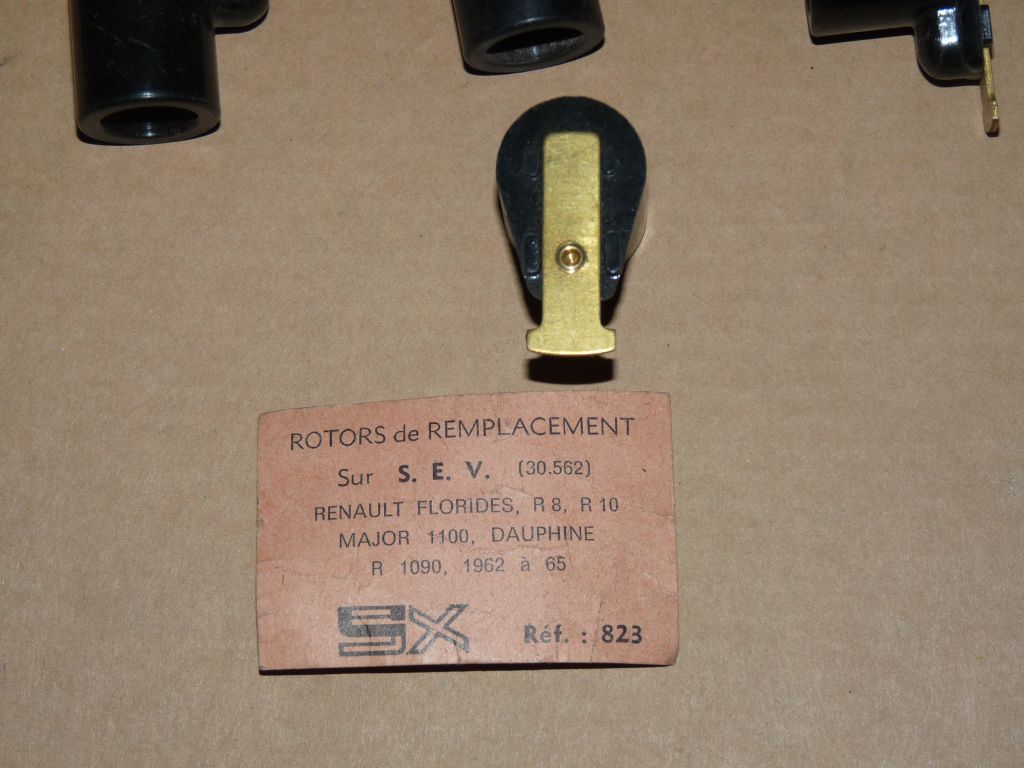 ROTORS de REMPLACEMENT
Sur S. E. V. (30.562)
RENAULT FLORIDES, R 8, R 10
MAJOR 1100, DAUPHINE
R 1090, 1962 à 65
SX Réf. : 823